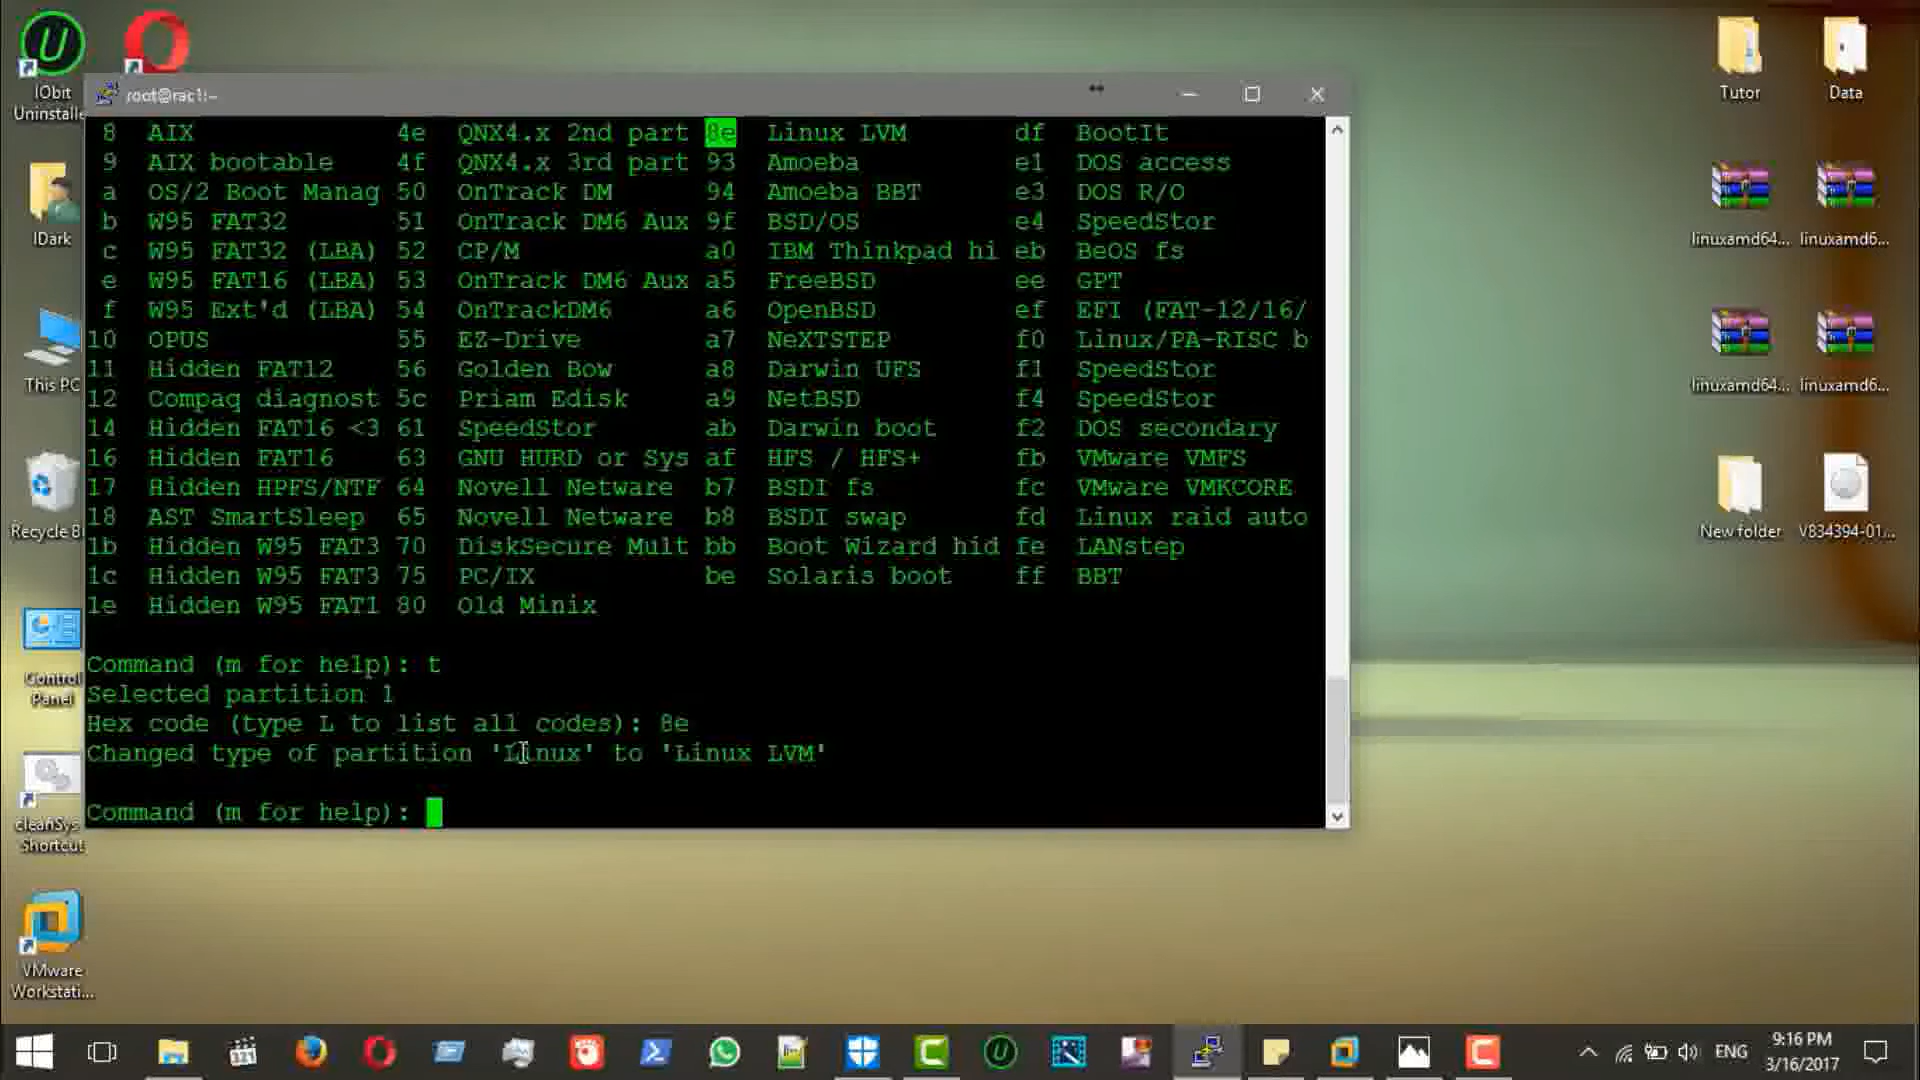 IObit
Uninstalle
root@rac1:~
Tutor
Data
8 AIX 4e QNX4.x 2nd part 8e Linux LVM df BootIt
9 AIX bootable 4f QNX4.x 3rd part 93 Amoeba e1 DOS access
a OS/2 Boot Manag 50 OnTrack DM 94 Amoeba BBT e3 DOS R/O
b W95 FAT32 51 OnTrack DM6 Aux 9f BSD/OS e4 SpeedStor
c W95 FAT32 (LBA) 52 CP/M a0 IBM Thinkpad hi eb BeOS fs
e W95 FAT16 (LBA) 53 OnTrack DM6 Aux a5 FreeBSD ee GPT
f W95 Ext'd (LBA) 54 OnTrackDM6 a6 OpenBSD ef EFI (FAT-12/16/
10 OPUS 55 EZ-Drive a7 NeXTSTEP f0 Linux/PA-RISC b
11 Hidden FAT12 56 Golden Bow a8 Darwin UFS f1 SpeedStor
12 Compaq diagnost 5c Priam Edisk a9 NetBSD f4 SpeedStor
14 Hidden FAT16 <3 61 SpeedStor ab Darwin boot f2 DOS secondary
16 Hidden FAT16 63 GNU HURD or Sys af HFS / HFS+ fb VMware VMFS
17 Hidden HPFS/NTF 64 Novell Netware b7 BSDI fs fc VMware VMKCORE
18 AST SmartSleep 65 Novell Netware b8 BSDI swap fd Linux raid auto
1b Hidden W95 FAT3 70 DiskSecure Mult bb Boot Wizard hid fe LANstep
1c Hidden W95 FAT3 75 PC/IX be Solaris boot ff BBT
1e Hidden W95 FAT1 80 Old Minix
Command (m for help): t
Selected partition 1
Hex code (type L to list all codes): 8e
Changed type of partition 'Linux' to 'Linux LVM'
Command (m for help):
IDark
This PC
Recycle Bi
Control
Panel
cleanSys
Shortcut
VMware
Workstati...
linuxamd64...
linuxamd6...
linuxamd64...
linuxamd6...
New folder
V834394-01...
321
ENG
9:16 PM
3/16/2017